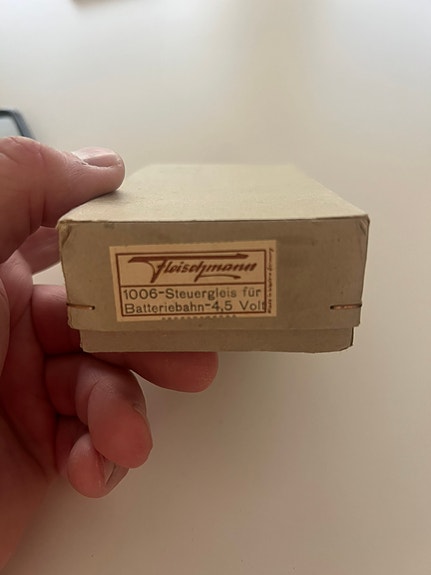 Fleischmann
1006-Steuergleis für
Batteriebahn-4,5 Volt